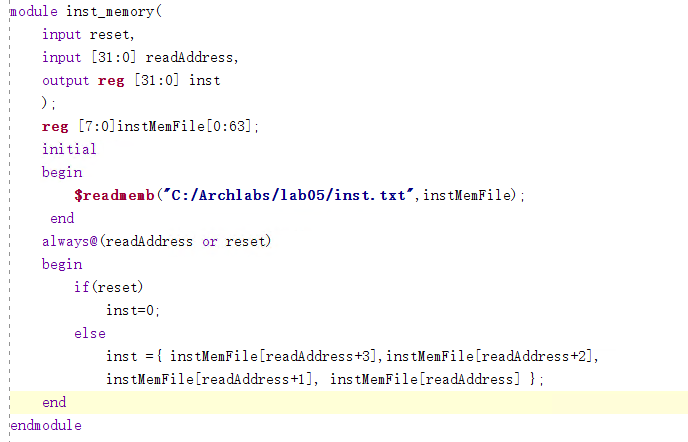 module inst_memory(
input reset,
input [31:0] readAddress,
output reg [31:0] inst
);
reg [7:0]instMemFile[0:63];
initial
begin
$readmemb("C:/Archlabs/lab05/inst.txt",instMemFile);
end
always@(readAddress or reset)
begin
if(reset)
inst=0;
else
inst ={ instMemFile[readAddress+3],instMemFile[readAddress+2],
instMemFile[readAddress+1], instMemFile[readAddress] };
end
endmodule